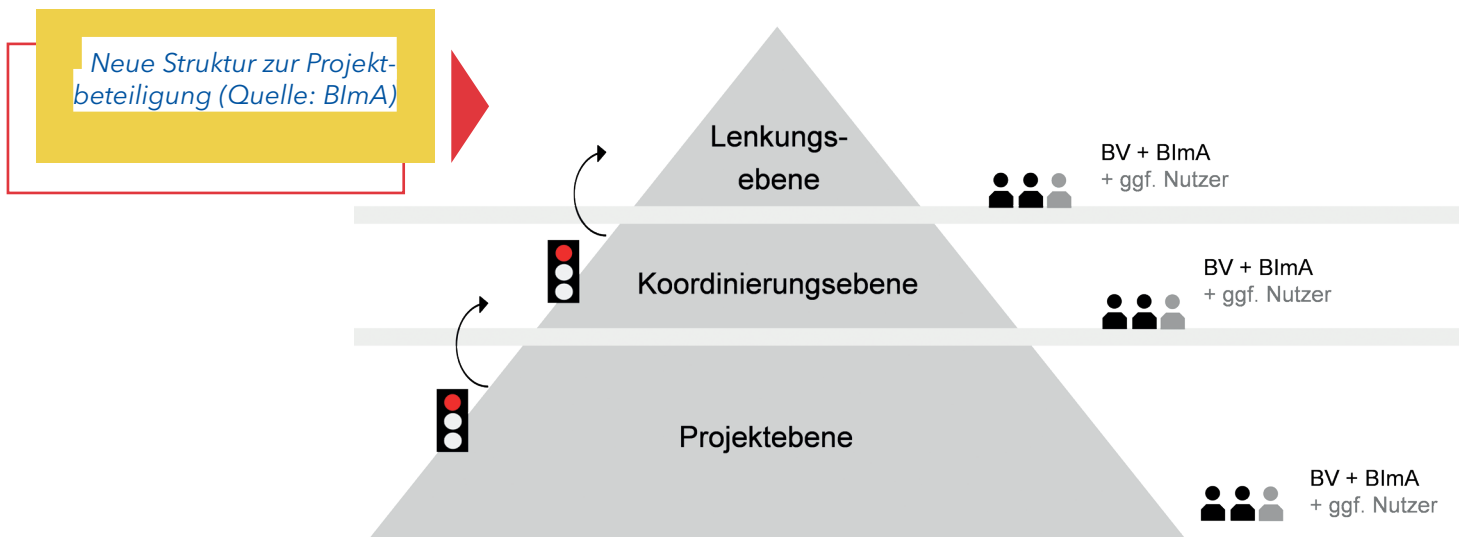 Neue Struktur zur Projekt-
beteiligung (Quelle: BImA)
Lenkungs-
ebene
BV + BImA
+ ggf. Nutzer
Koordinierungsebene
BV + BImA
+ ggf. Nutzer
Projektebene
BV + BImA
+ ggf. Nutzer